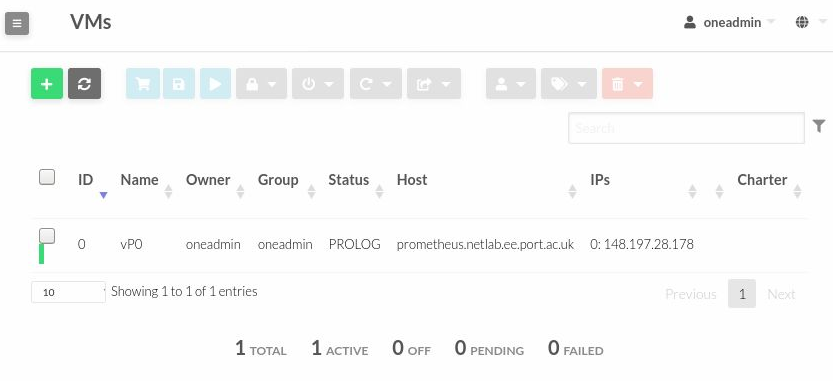 VMs
oneadmin
Search
ID Name Owner Group Status Host IPs Charter
0 vP0 oneadmin oneadmin PROLOG prometheus.netlab.ee.port.ac.uk 0: 148.197.28.178
10 Showing 1 to 1 of 1 entries
Previous 1 Next
1 TOTAL 1 ACTIVE 0 OFF 0 PENDING 0 FAILED